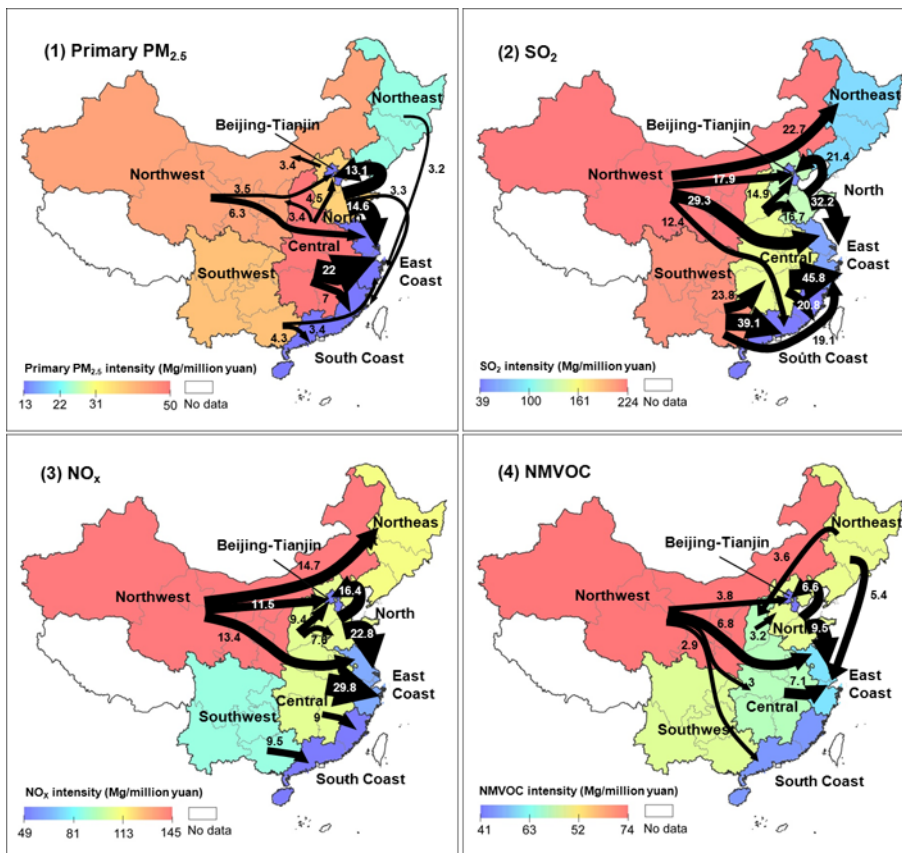 (1) Primary PM2.5
Northeast
Beijing-Tianjin
3.4
13.1
3.2
Northwest
3.5
4.5
3.3
6.3
3.4
14.6
North
Central
22
East
Coast
Southwest
7
4.3
3.4
South Coast
Primary PM2.5 intensity (Mg/million yuan)
13 22 31 50 No data
(2) SO2
Northeast
Beijing-Tianjin
22.7
21.4
Northwest
17.9
14.9
North
29.3
32.2
12.4
16.7
Central
East
Coast
45.8
Southwest
23.8
20.8
39.1
19.1
South Coast
SO2 intensity (Mg/million yuan)
39 100 161 224 No data
(3) NOx
Northeas
Beijing-Tianjin
14.7
Northwest
11.5
16.4
North
9.4
7.8
22.8
13.4
East
Coast
29.8
Central
Southwest
9
9.5
South Coast
NOX intensity (Mg/million yuan)
49 81 113 145 No data
(4) NMVOC
Northeast
Beijing-Tianjin
3.6
5.4
Northwest
3.8
6.6
6.8
3.2
North
9.5
2.9
3
7.1
East
Coast
Central
Southwest
South Coast
NMVOC intensity (Mg/million yuan)
41 63 52 74 No data